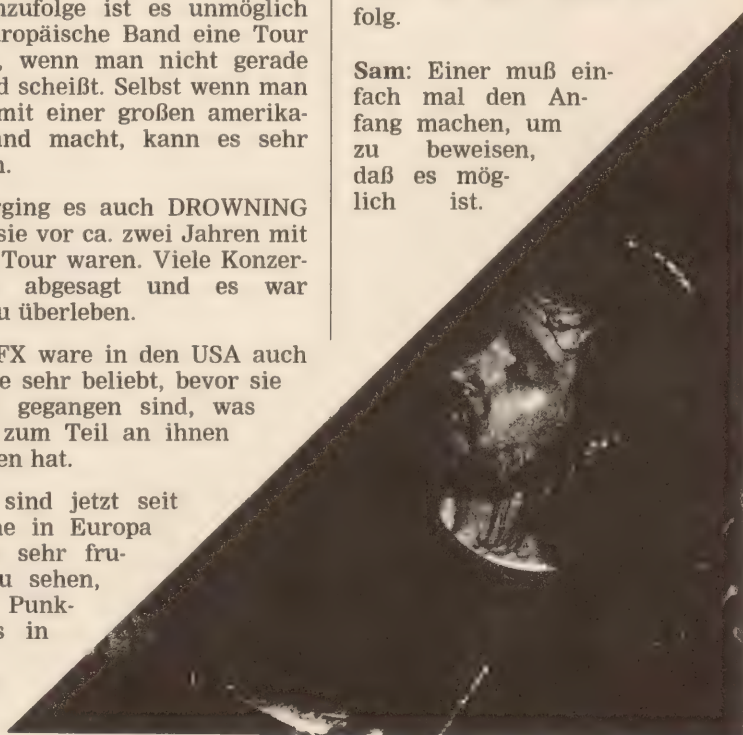 nzufolge ist es unmöglich
ropäische Band eine Tour
, wenn man nicht gerade
d scheißt. Selbst wenn man
mit einer großen amerika-
and macht, kann es sehr
n.
rging es auch DROWNING
sie vor ca. zwei Jahren mit
Tour waren. Viele Konzer-
abgesagt und es war
u überleben.
FX ware in den USA auch
e sehr beliebt, bevor sie
gegangen sind, was
zum Teil an ihnen
en hat.
sind jetzt seit
ne in Europa
sehr fru-
u sehen,
Punk-
s in
folg.
Sam: Einer muß ein-
fach mal den An-
fang machen, um
zu beweisen,
daß es mög-
lich ist.